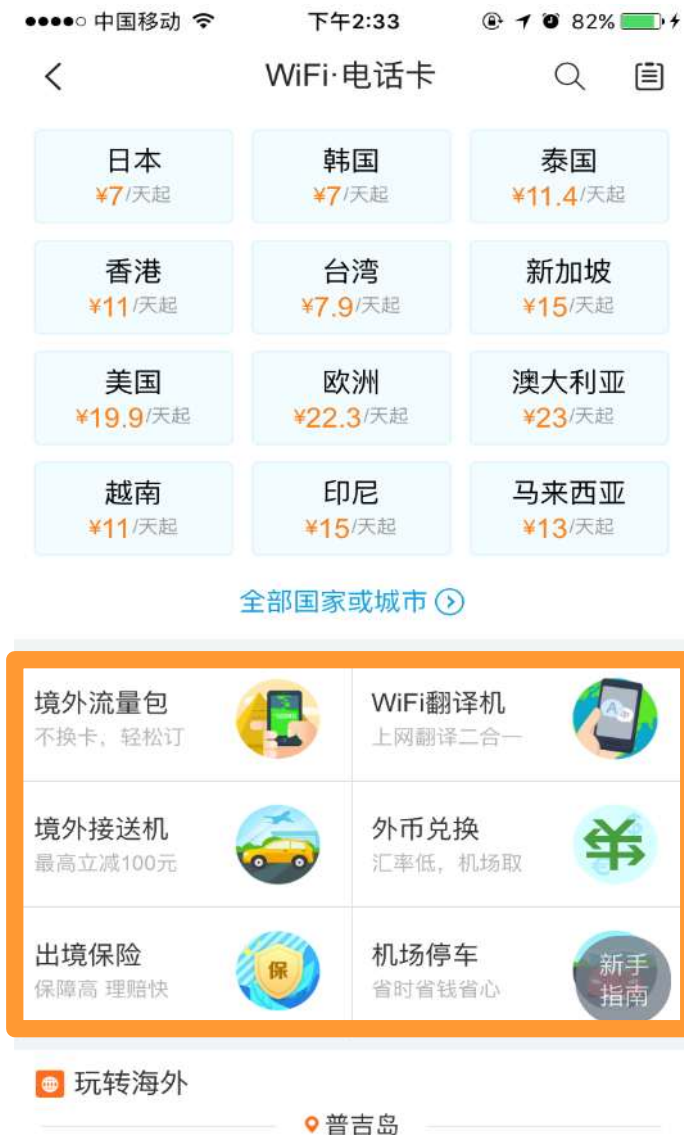 中国移动 下午2:33 82%
WiFi·电话卡
日本 韩国 泰国
¥7/天起 ¥7/天起 ¥11.4/天起
香港 台湾 新加坡
¥11/天起 ¥7.9/天起 ¥15/天起
美国 欧洲 澳大利亚
¥19.9/天起 ¥22.3/天起 ¥23/天起
越南 印尼 马来西亚
¥11/天起 ¥15/天起 ¥13/天起
全部国家或城市
境外流量包 WiFi翻译机
不换卡，轻松订 上网翻译二合一
境外接送机 外币兑换
最高立减100元 汇率低，机场取
出境保险 保 机场停车 新手
保障高 理赔快 省时省钱省心 指南
玩转海外
普吉岛